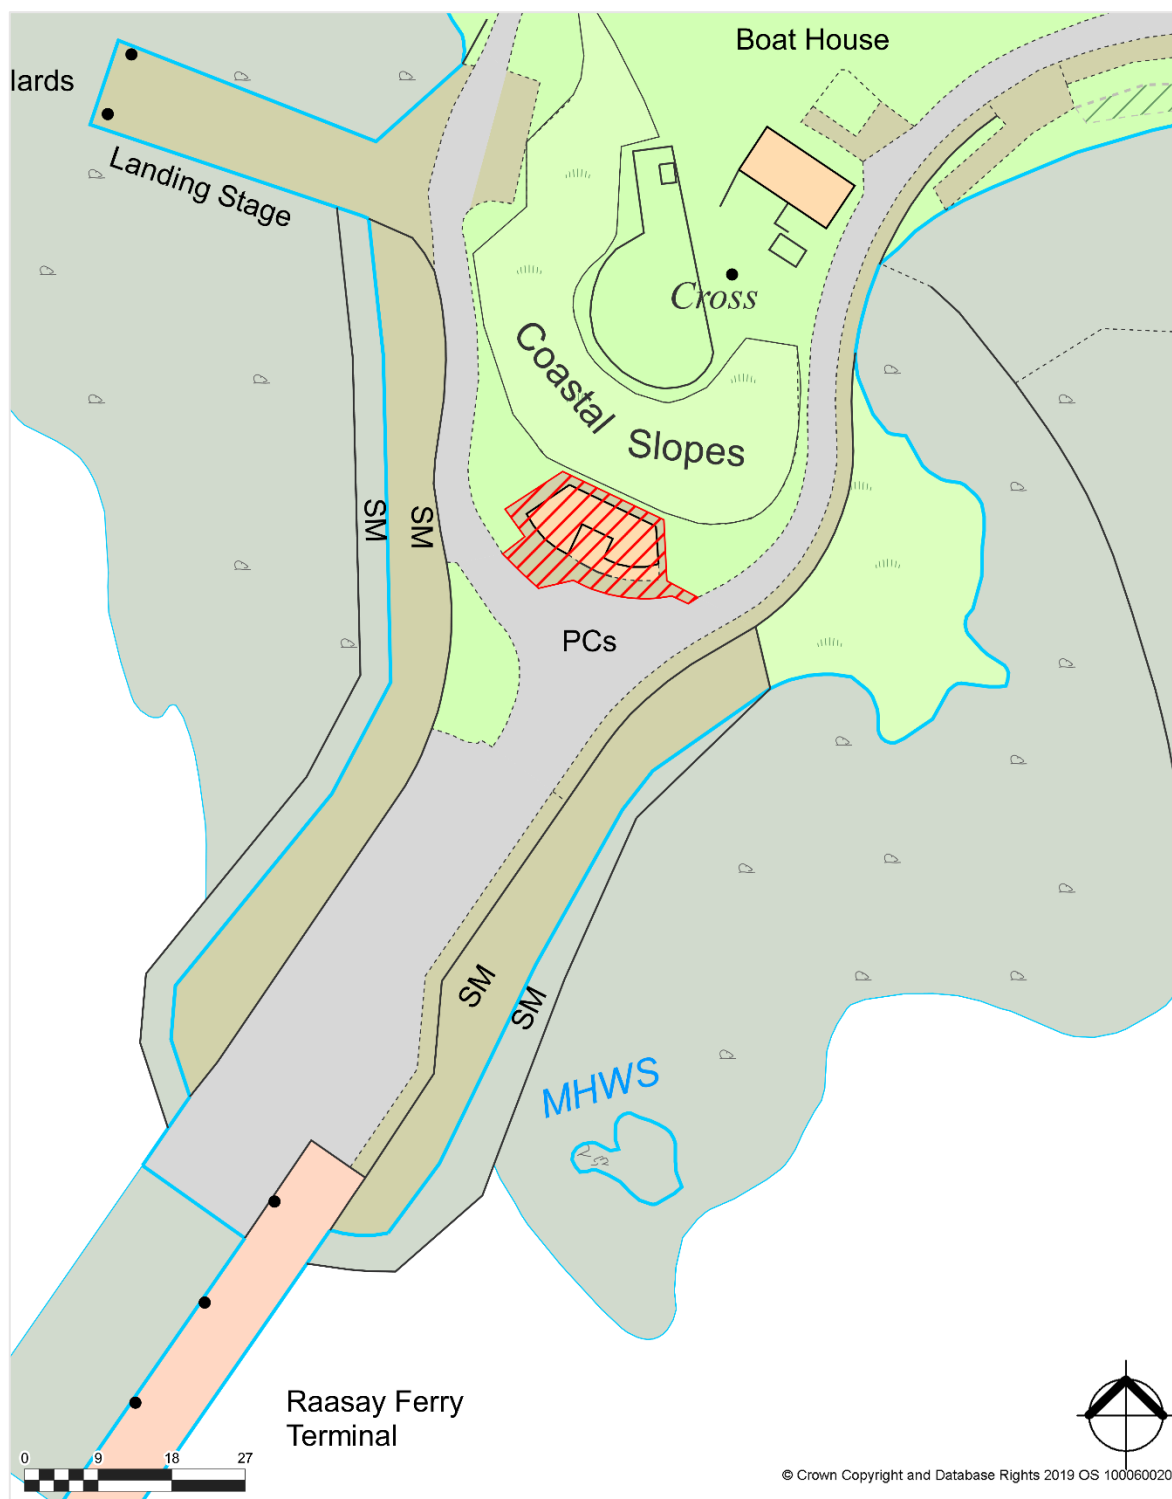 Boat House
lards
Landing Stage
Cross
Coastal Slopes
SM
SM
PCs
SM
SM
MHWS
Raasay Ferry
Terminal
0 9 18 27
© Crown Copyright and Database Rights 2019 OS 100060020